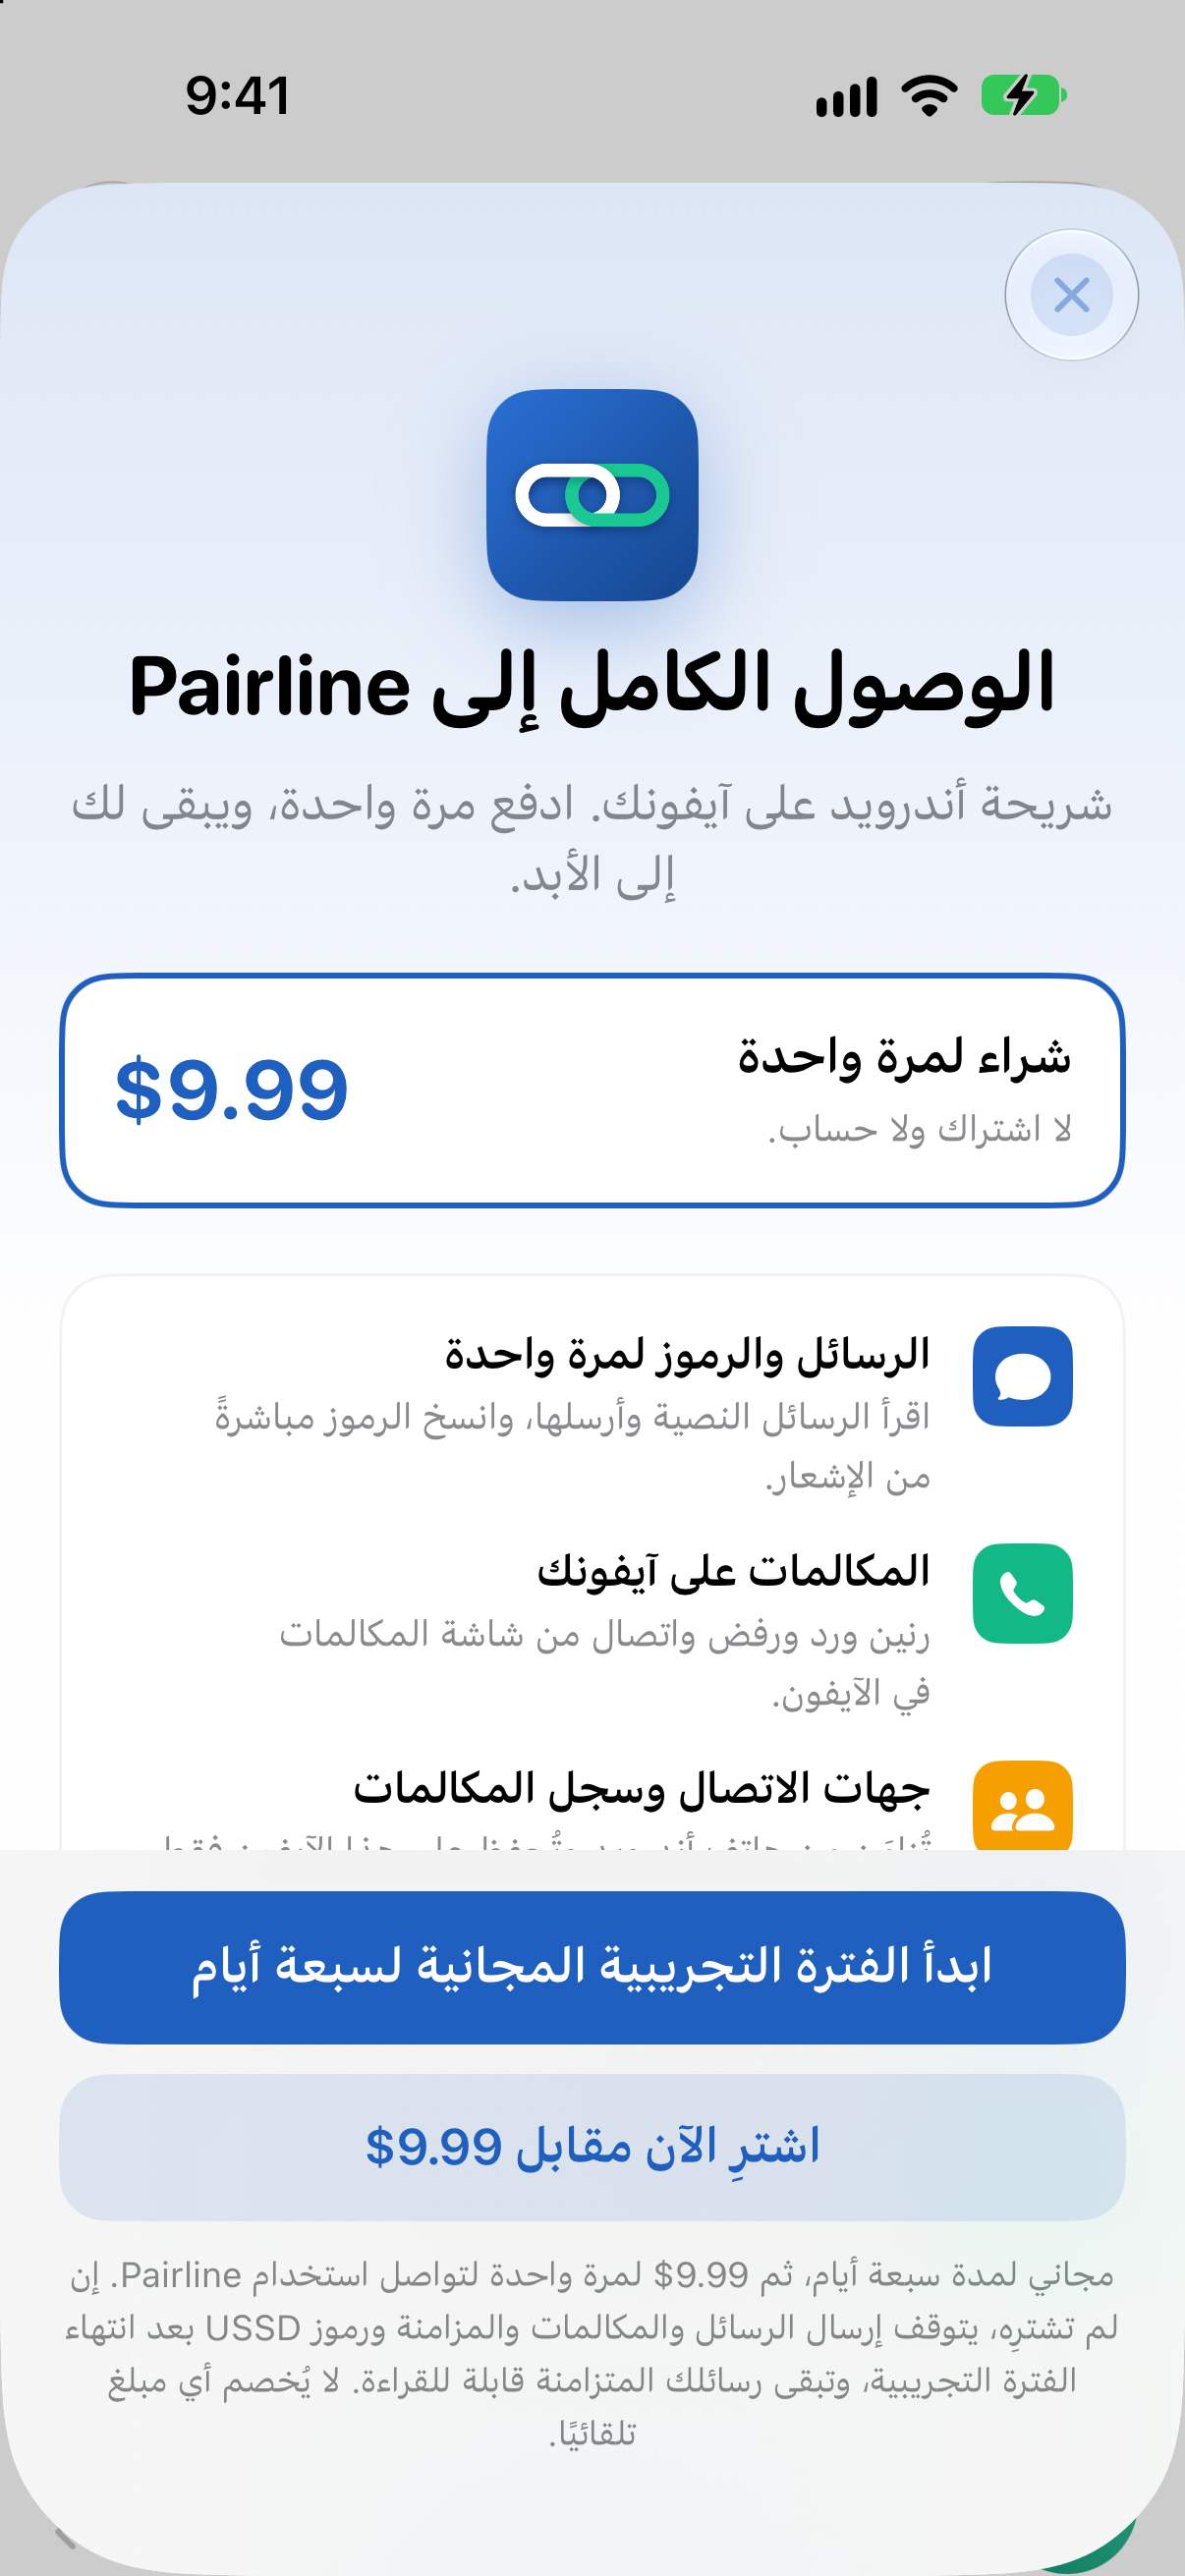 9:41
الوصول الكامل إلى Pairline
شريحة أندرويد على آيفونك. ادفع مرة واحدة، ويبقى لك
إلى الأبد.
شراء لمرة واحدة
$9.99
لا اشتراك ولا حساب.
الرسائل والرموز لمرة واحدة
اقرأ الرسائل النصية وأرسلها، وانسخ الرموز مباشرةً
من الإشعار.
المكالمات على آيفونك
رنين ورد ورفض واتصال من شاشة المكالمات
في الآيفون.
جهات الاتصال وسجل المكالمات
ابدأ الفترة التجريبية المجانية لسبعة أيام
اشترِ الآن مقابل 9.99$
مجاني لمدة سبعة أيام، ثم 9.99$ لمرة واحدة لتواصل استخدام Pairline. إن
لم تشترِه، يتوقف إرسال الرسائل والمكالمات والمزامنة ورموز USSD بعد انتهاء
الفترة التجريبية، وتبقى رسائلك المتزامنة قابلة للقراءة. لا يُخصم أي مبلغ
تلقائيًا.